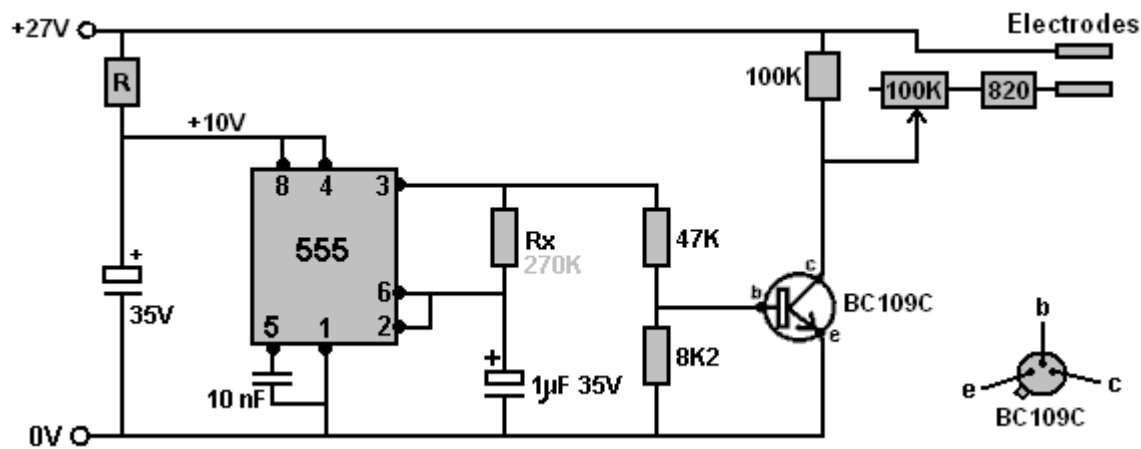 +27V
Electrodes
R
100K
100K
820
+10V
8 4 3
555
Rx
270K
47K
+
35V
6
2
5 1
10 nF
+
1µF 35V
8K2
c
b
e
BC109C
b
e
c
BC109C
0V